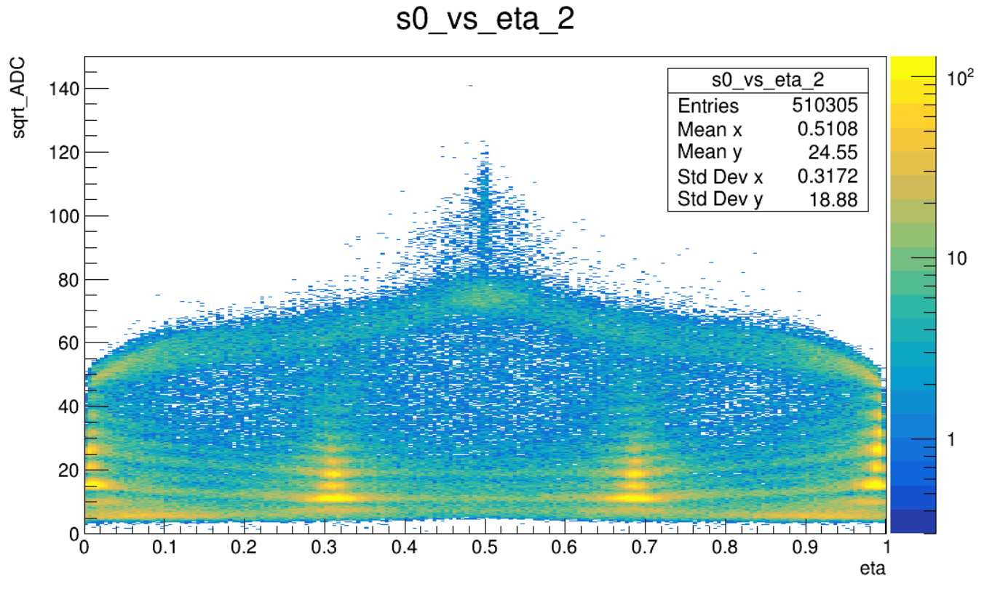 s0_vs_eta_2
sqrt_ADC
s0_vs_eta_2
Entries 510305
Mean x 0.5108
Mean y 24.55
Std Dev x 0.3172
Std Dev y 18.88
140
120
100
80
60
40
20
0
0 0.1 0.2 0.3 0.4 0.5 0.6 0.7 0.8 0.9 1
eta
10²
10
1